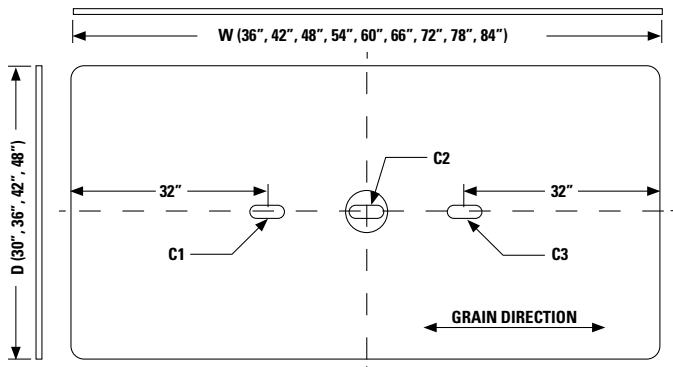 W (36”, 42”, 48”, 54”, 60”, 66”, 72”, 78”, 84”)
D (30”, 36”, 42”, 48”)
C2
32”
32”
C1
C3
GRAIN DIRECTION